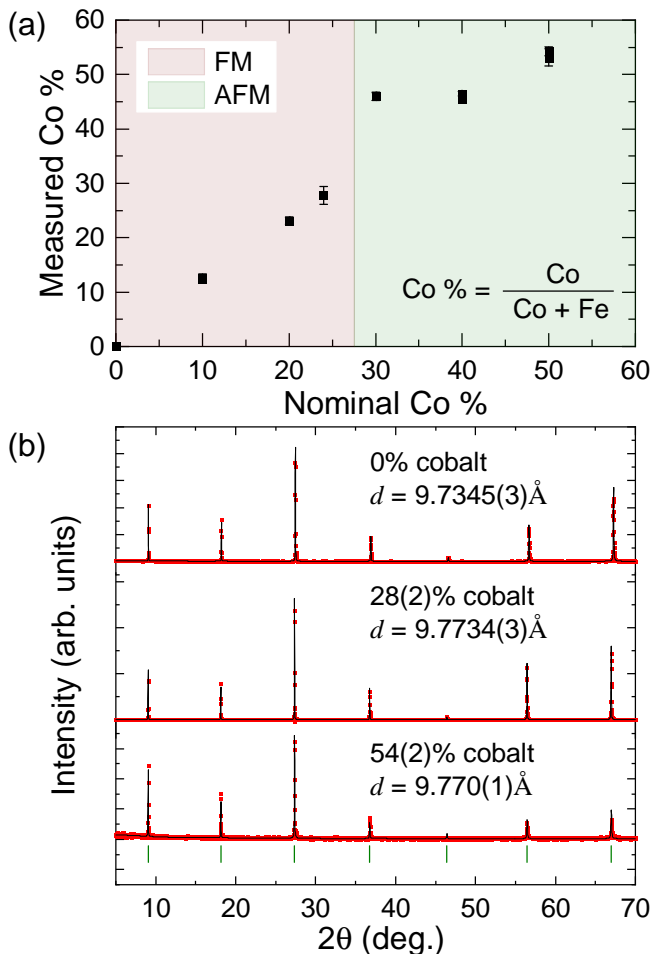 (a)
60
50
40
30
20
10
0
Measured Co %
FM
AFM
Co % = Co / Co + Fe
0 10 20 30 40 50 60
Nominal Co %
(b)
Intensity (arb. units)
0% cobalt
d = 9.7345(3)Å
28(2)% cobalt
d = 9.7734(3)Å
54(2)% cobalt
d = 9.770(1)Å
10 20 30 40 50 60 70
2θ (deg.)